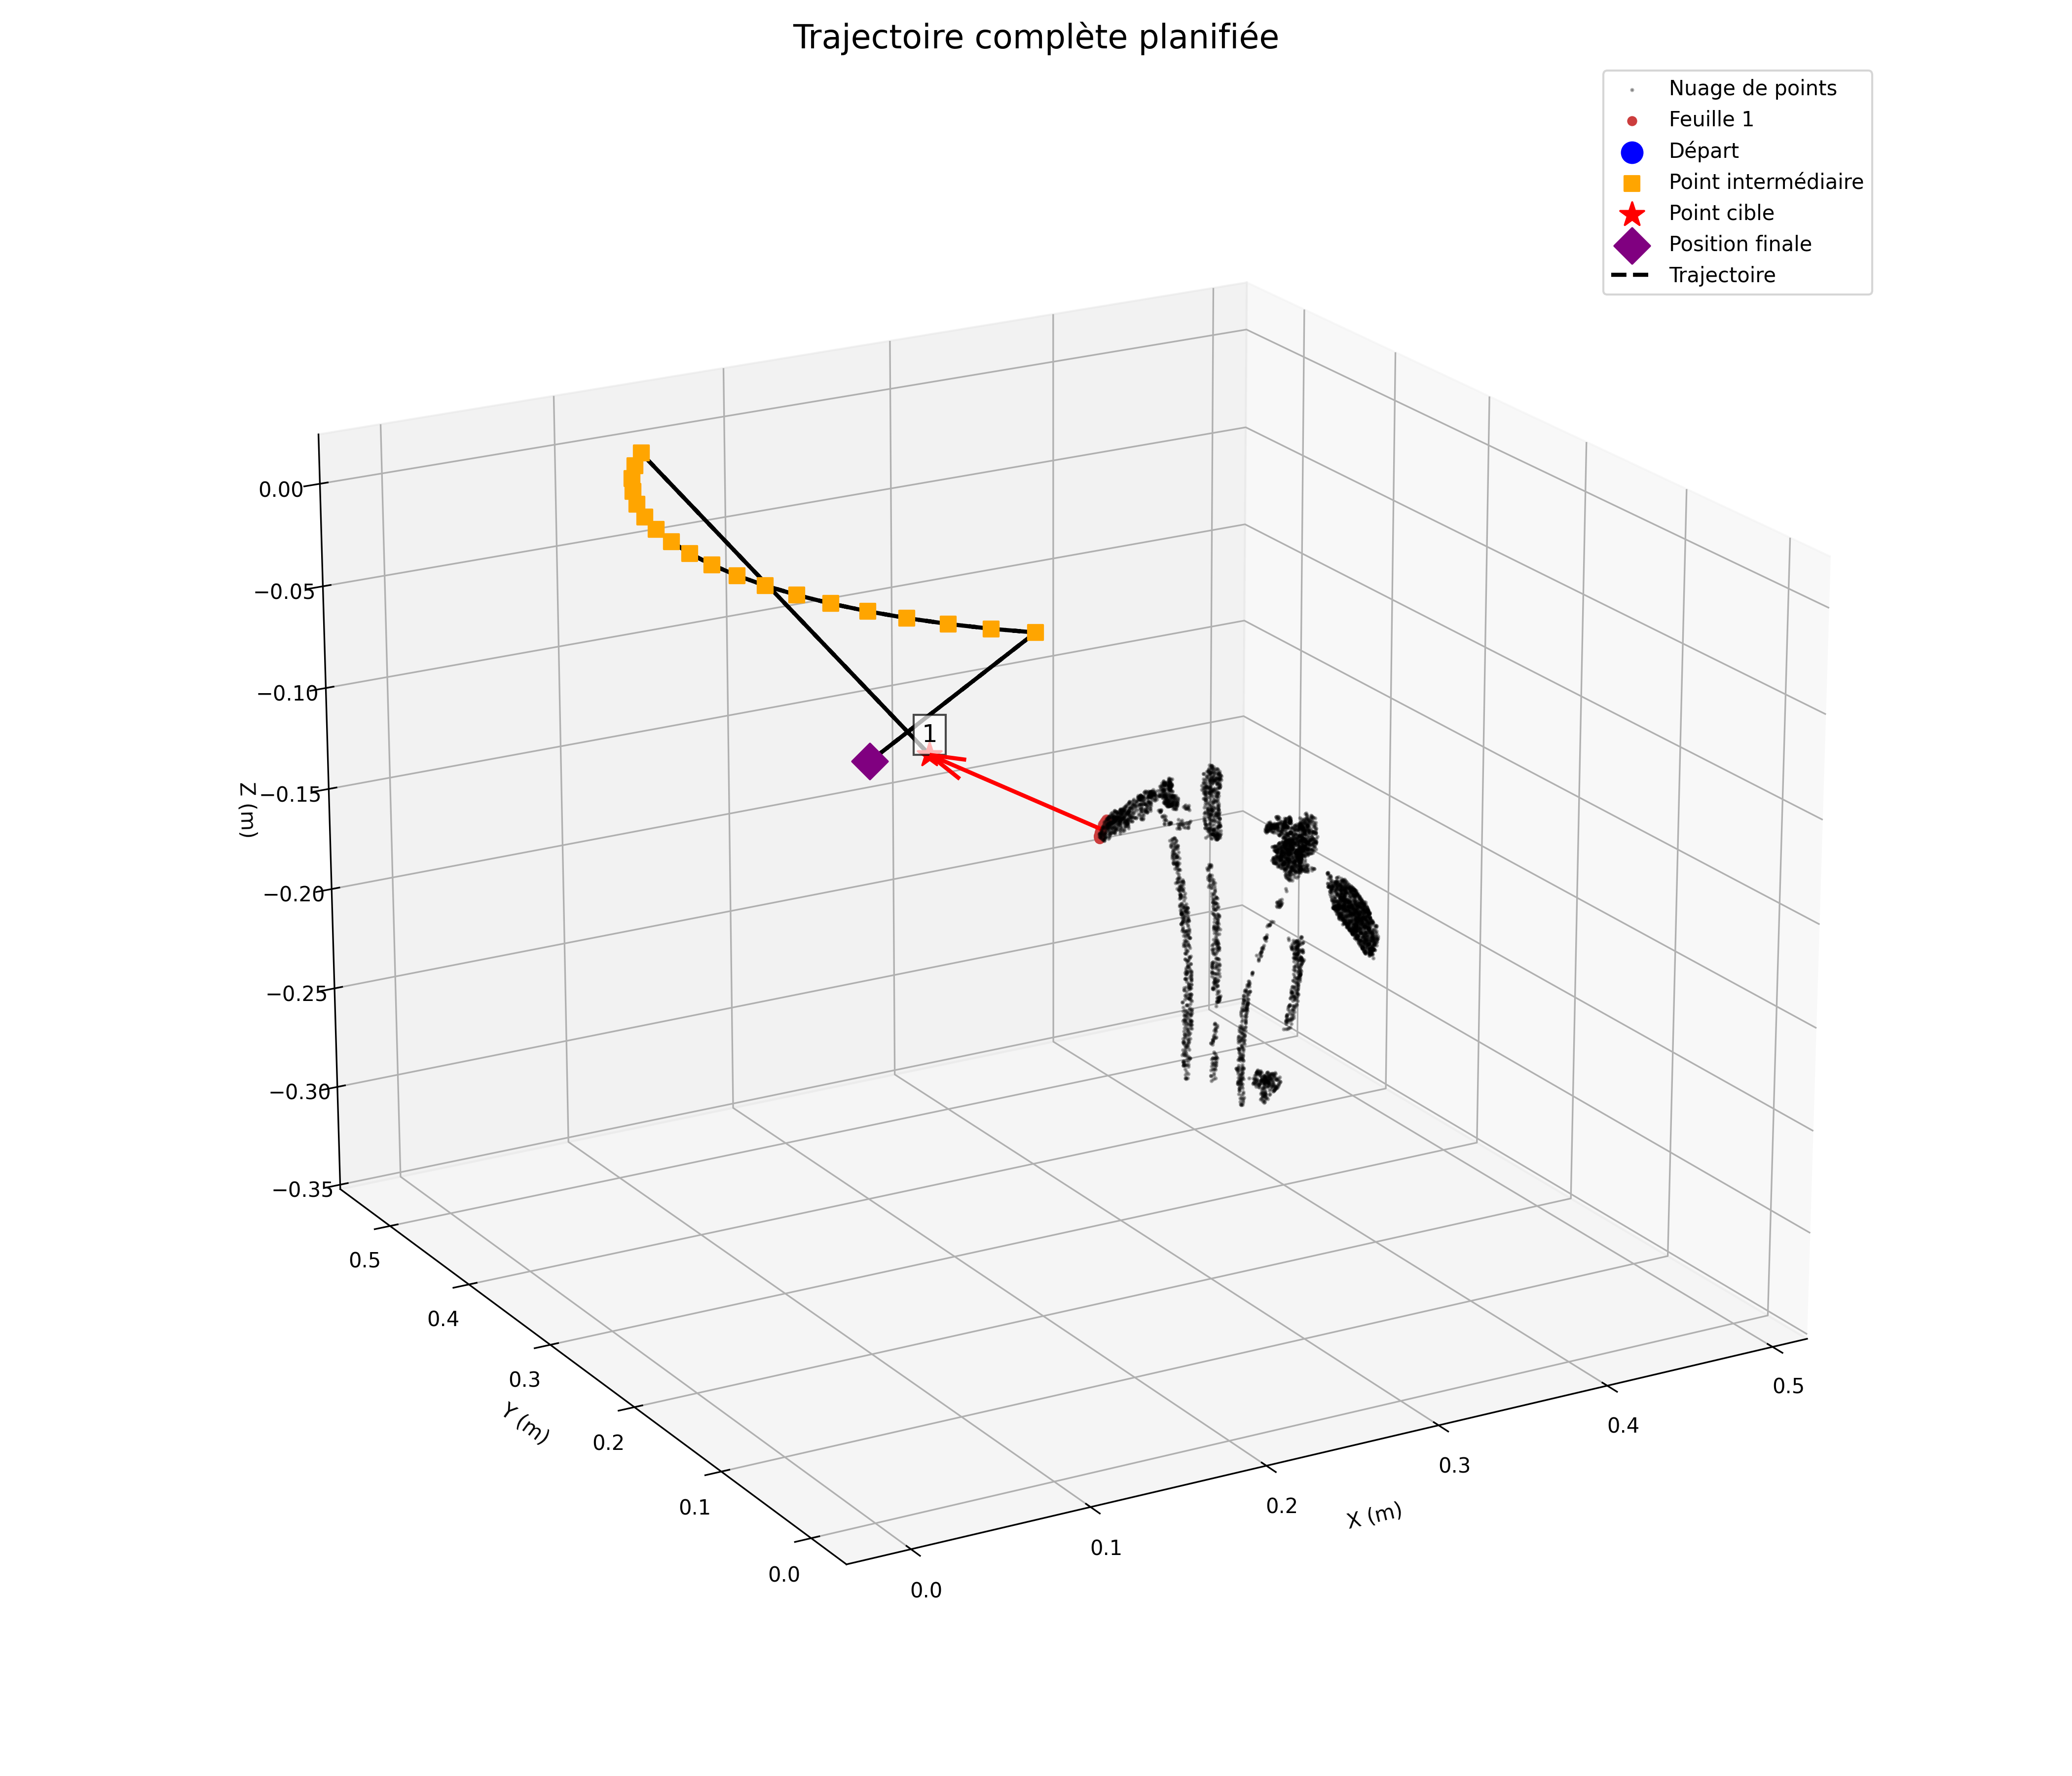 Trajectoire complète planifiée
Nuage de points
Feuille 1
Départ
Point intermédiaire
Point cible
Position finale
Trajectoire
0.00
−0.05
−0.10
−0.15
−0.20
−0.25
−0.30
−0.35
Z (m)
1
0.5
0.4
0.3
0.2
0.1
0.0
Y (m)
0.0
0.1
0.2
0.3
0.4
0.5
X (m)